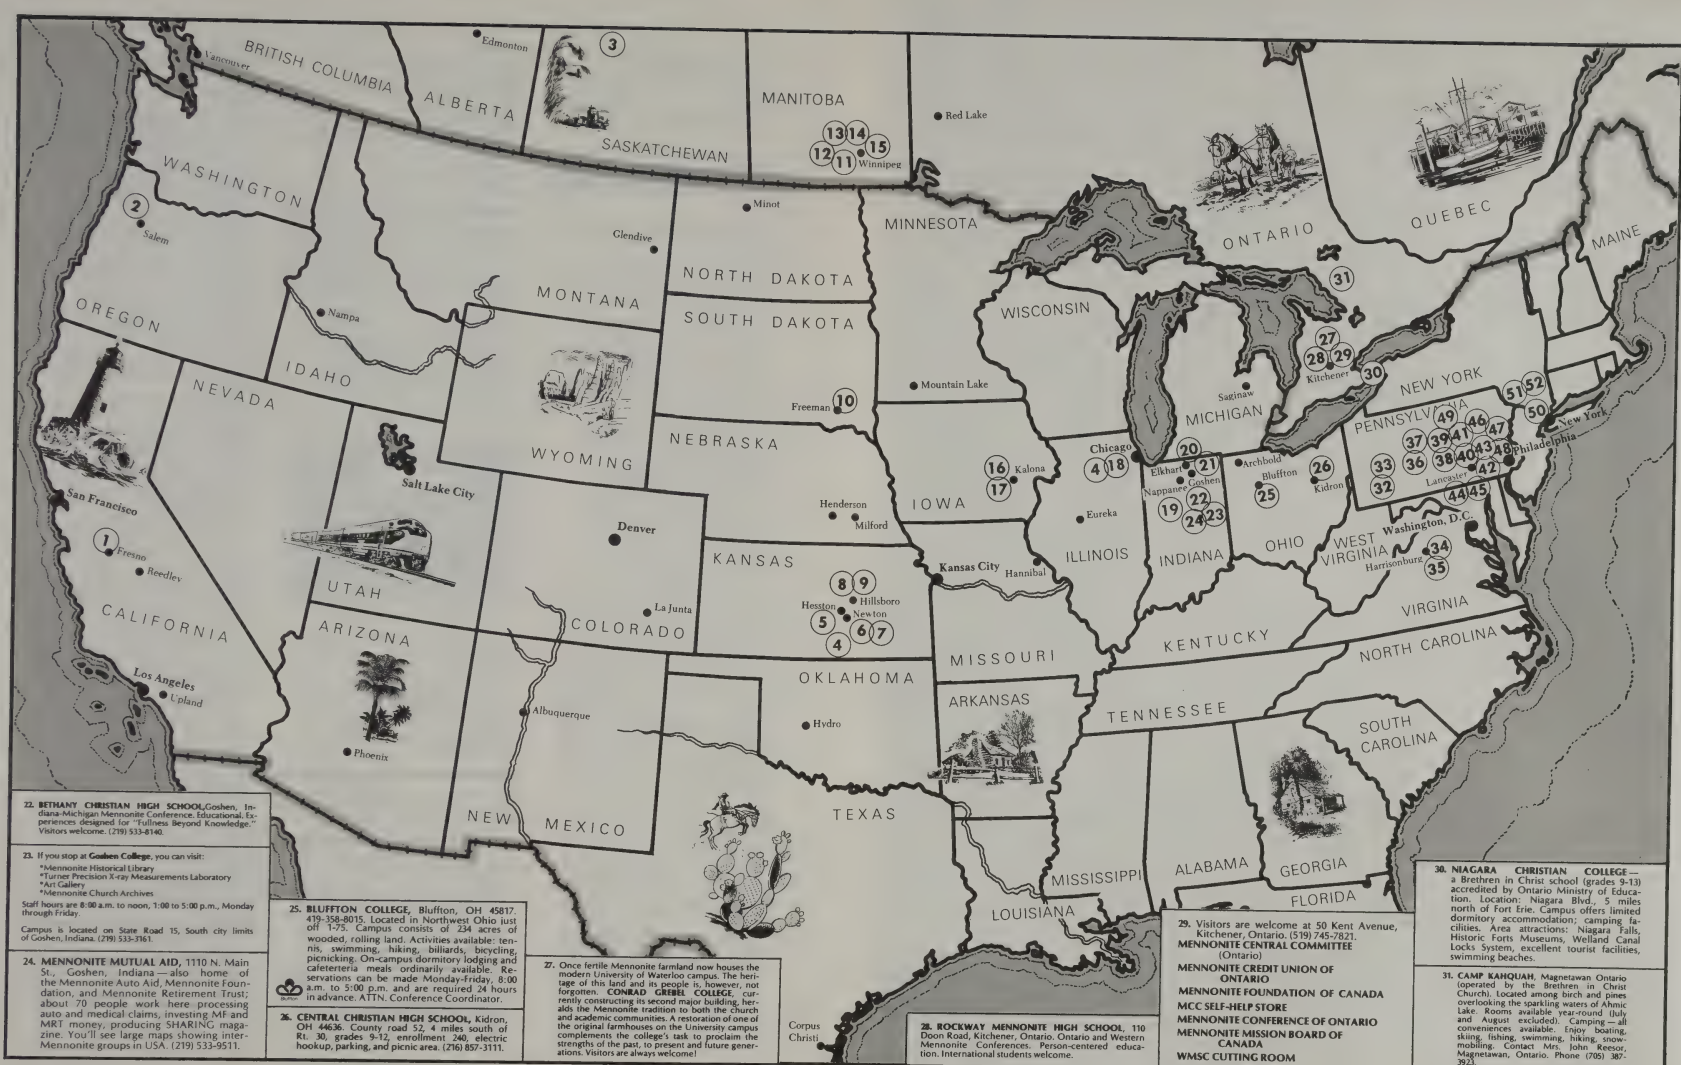 Vancouver
BRITISH COLUMBIA
Edmonton
ALBERTA
3
SASKATCHEWAN
MANITOBA
13 14
12 11 15
Winnipeg
Red Lake
ONTARIO
QUEBEC
MAINE
WASHINGTON
2
Salem
OREGON
Nampa
IDAHO
Glendive
MONTANA
Minot
NORTH DAKOTA
SOUTH DAKOTA
Freeman 10
MINNESOTA
Mountain Lake
WISCONSIN
31
27
28 29
Kitchener
30
Saginaw
MICHIGAN
NEW YORK
51 52
50
New York
PENNSYLVANIA
49 46
37 39 41 47
33 36 38 40 43 48
Philadelphia
32
Lancaster 42
44 45
NEVADA
WYOMING
NEBRASKA
Henderson
Milford
16 Kalona
17
IOWA
Chicago
4 18
Eureka
ILLINOIS
20
Elkhart 21
Nappanee Goshen
19 22
24 23
INDIANA
Archbold
Bluffton
25
26
Kidron
OHIO
WEST
VIRGINIA
Washington, D.C.
34
Harrisonburg
35
VIRGINIA
San Francisco
1
Fresno
Reedley
CALIFORNIA
Salt Lake City
UTAH
Denver
La Junta
COLORADO
KANSAS
8 9
Hesston Hillsboro
Newton
5 6 7
4
Kansas City
Hannibal
MISSOURI
KENTUCKY
NORTH CAROLINA
TENNESSEE
SOUTH
CAROLINA
Los Angeles
Upland
ARIZONA
Phoenix
Albuquerque
NEW MEXICO
OKLAHOMA
Hydro
ARKANSAS
TEXAS
LOUISIANA
MISSISSIPPI
ALABAMA
GEORGIA
FLORIDA
Corpus
Christi
22. BETHANY CHRISTIAN HIGH SCHOOL,Goshen, In-
diana-Michigan Mennonite Conference. Educational. Ex-
periences designed for "Fullness Beyond Knowledge."
Visitors welcome. (219) 533-8140.
23. If you stop at Goshen College, you can visit:
*Mennonite Historical Library
*Turner Precision X-ray Measurements Laboratory
*Art Gallery
*Mennonite Church Archives
Staff hours are 8:00 a.m. to noon, 1:00 to 5:00 p.m., Monday
through Friday.
Campus is located on State Road 15, South city limits
of Goshen, Indiana. (219) 533-3161.
24. MENNONITE MUTUAL AID, 1110 N. Main
St., Goshen, Indiana — also home of
the Mennonite Auto Aid, Mennonite Foun-
dation, and Mennonite Retirement Trust;
about 70 people work here processing
auto and medical claims, investing MF and
MRT money, producing SHARING maga-
zine. You'll see large maps showing inter-
Mennonite groups in USA. (219) 533-9511.
25. BLUFFTON COLLEGE, Bluffton, OH 45817.
419-358-8015. Located in Northwest Ohio just
off 1-75. Campus consists of 234 acres of
wooded, rolling land. Activities available: ten-
nis, swimming, hiking, billiards, bicycling,
picnicking. On-campus dormitory lodging and
cafeterteria meals ordinarily available. Re-
servations can be made Monday-Friday, 8:00
a.m. to 5:00 p.m. and are required 24 hours
in advance. ATTN. Conference Coordinator.
Bluffton
26. CENTRAL CHRISTIAN HIGH SCHOOL, Kidron,
OH 44636. County road 52, 4 miles south of
Rt. 30, grades 9-12, enrollment 240, electric
hookup, parking, and picnic area. (216) 857-3111.
27. Once fertile Mennonite farmland now houses the
modern University of Waterloo campus. The heri-
tage of this land and its people is, however, not
forgotten. CONRAD GREBEL COLLEGE, cur-
rently constructing its second major building, her-
alds the Mennonite tradition to both the church
and academic communities. A restoration of one of
the original farmhouses on the University campus
complements the college's task to proclaim the
strengths of the past, to present and future gener-
ations. Visitors are always welcome!
28. ROCKWAY MENNONITE HIGH SCHOOL, 110
Doon Road, Kitchener, Ontario. Ontario and Western
Mennonite Conferences. Person-centered educa-
tion. International students welcome.
29. Visitors are welcome at 50 Kent Avenue,
Kitchener, Ontario. (519) 745-7821.
MENNONITE CENTRAL COMMITTEE
(Ontario)
MENNONITE CREDIT UNION OF
ONTARIO
MENNONITE FOUNDATION OF CANADA
MCC SELF-HELP STORE
MENNONITE CONFERENCE OF ONTARIO
MENNONITE MISSION BOARD OF
CANADA
WMSC CUTTING ROOM
30. NIAGARA CHRISTIAN COLLEGE —
a Brethren in Christ school (grades 9-13)
accredited by Ontario Ministry of Educa-
tion. Location: Niagara Blvd., 5 miles
north of Fort Erie. Campus offers limited
dormitory accommodation; camping fa-
cilities. Area attractions: Niagara Falls,
Historic Forts Museums, Welland Canal
Locks System, excellent tourist facilities,
swimming beaches.
31. CAMP KAHQUAH, Magnetawan Ontario
(operated by the Brethren in Christ
Church). Located among birch and pines
overlooking the sparkling waters of Ahmic
Lake. Rooms available year-round (July
and August excluded). Camping — all
conveniences available. Enjoy boating,
skiing, fishing, swimming, hiking, snow-
mobiling. Contact Mrs. John Reesor,
Magnetawan, Ontario. Phone (705) 387-
3923.